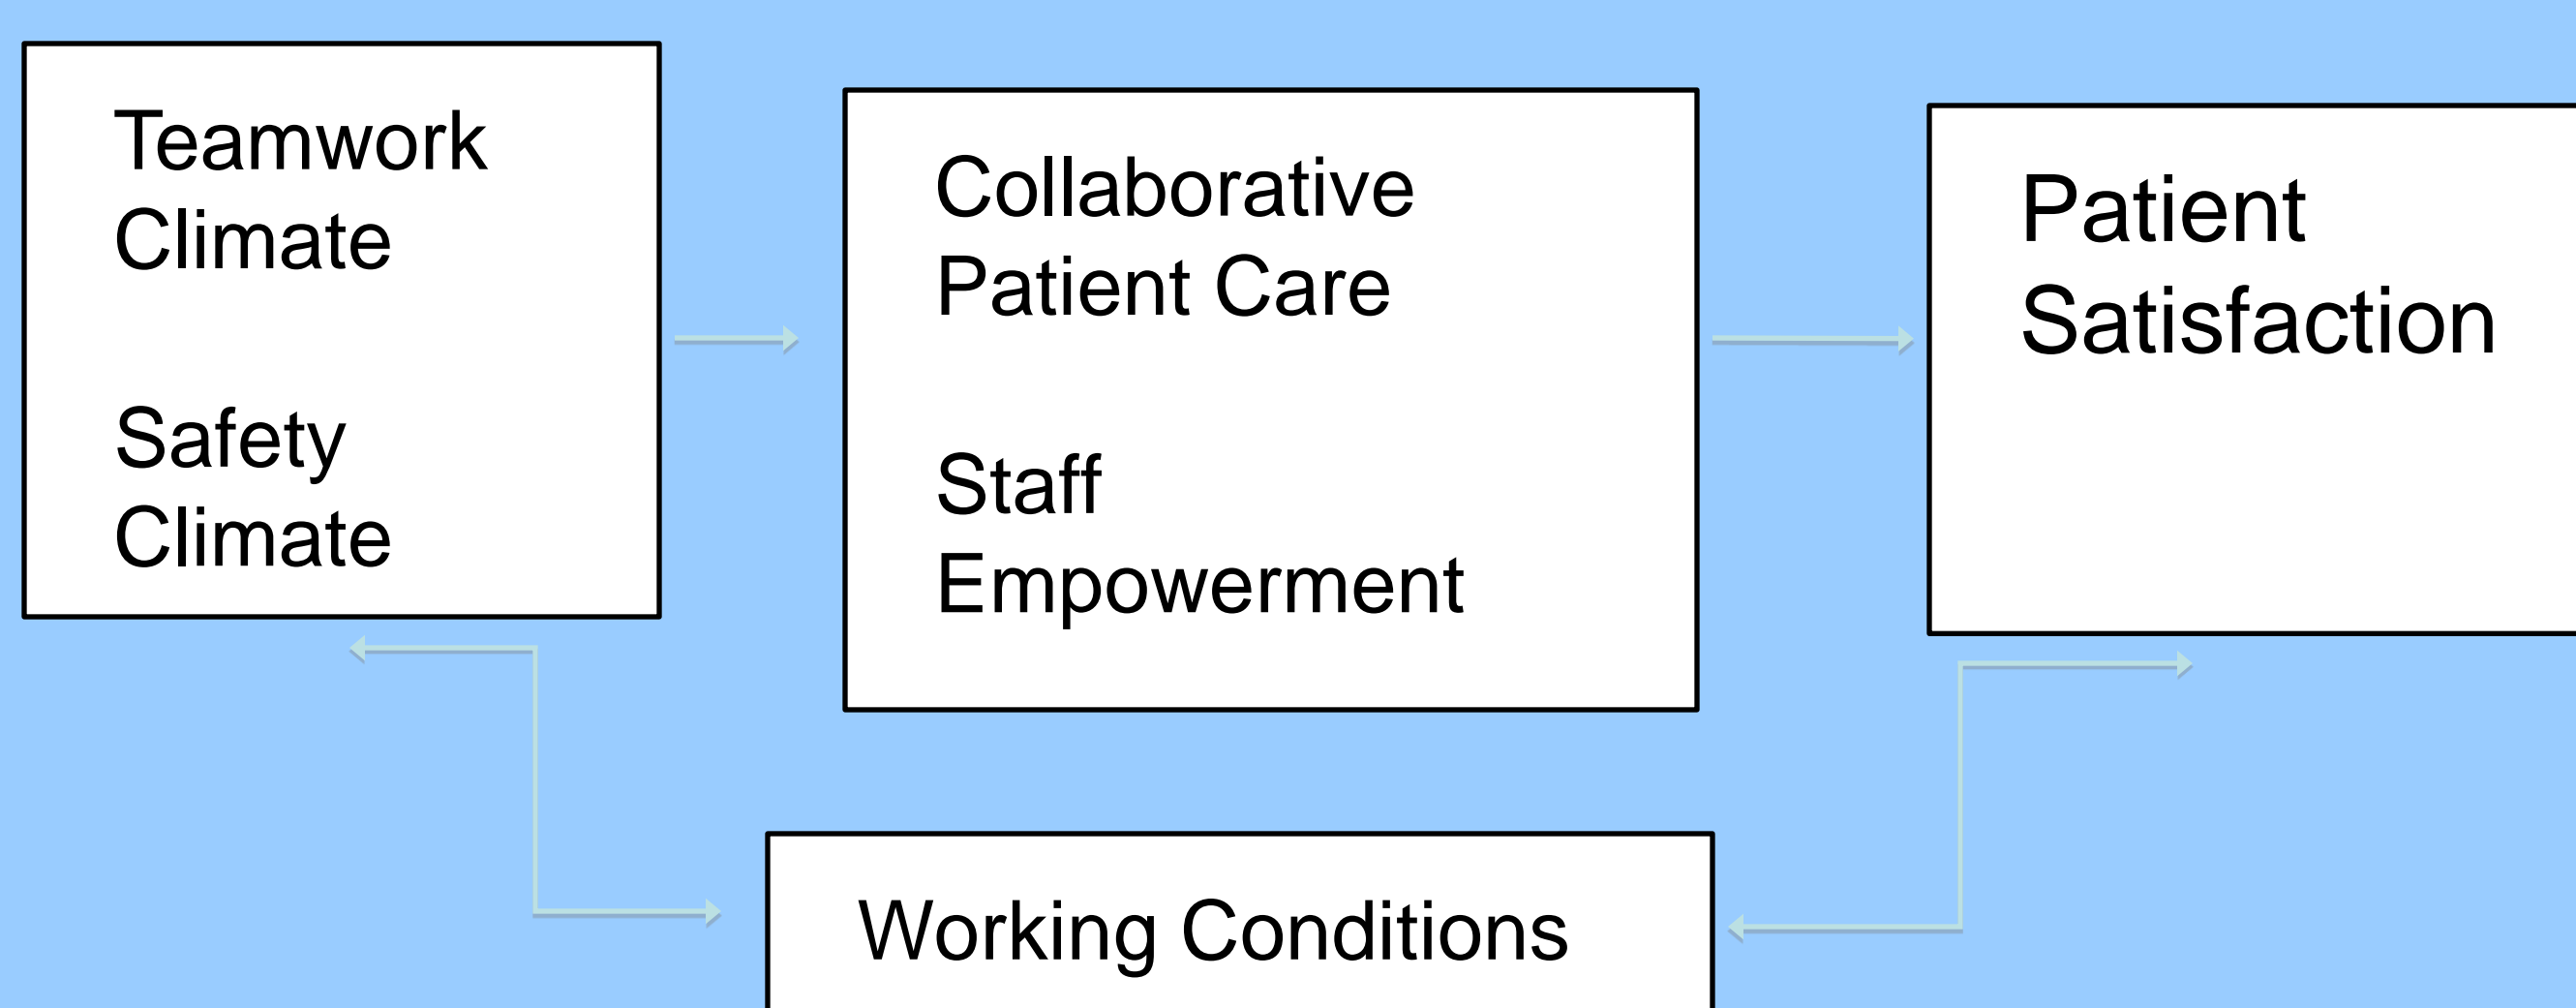 Teamwork
Climate
Safety
Climate
Collaborative
Patient Care
Staff
Empowerment
Patient
Satisfaction
Working Conditions